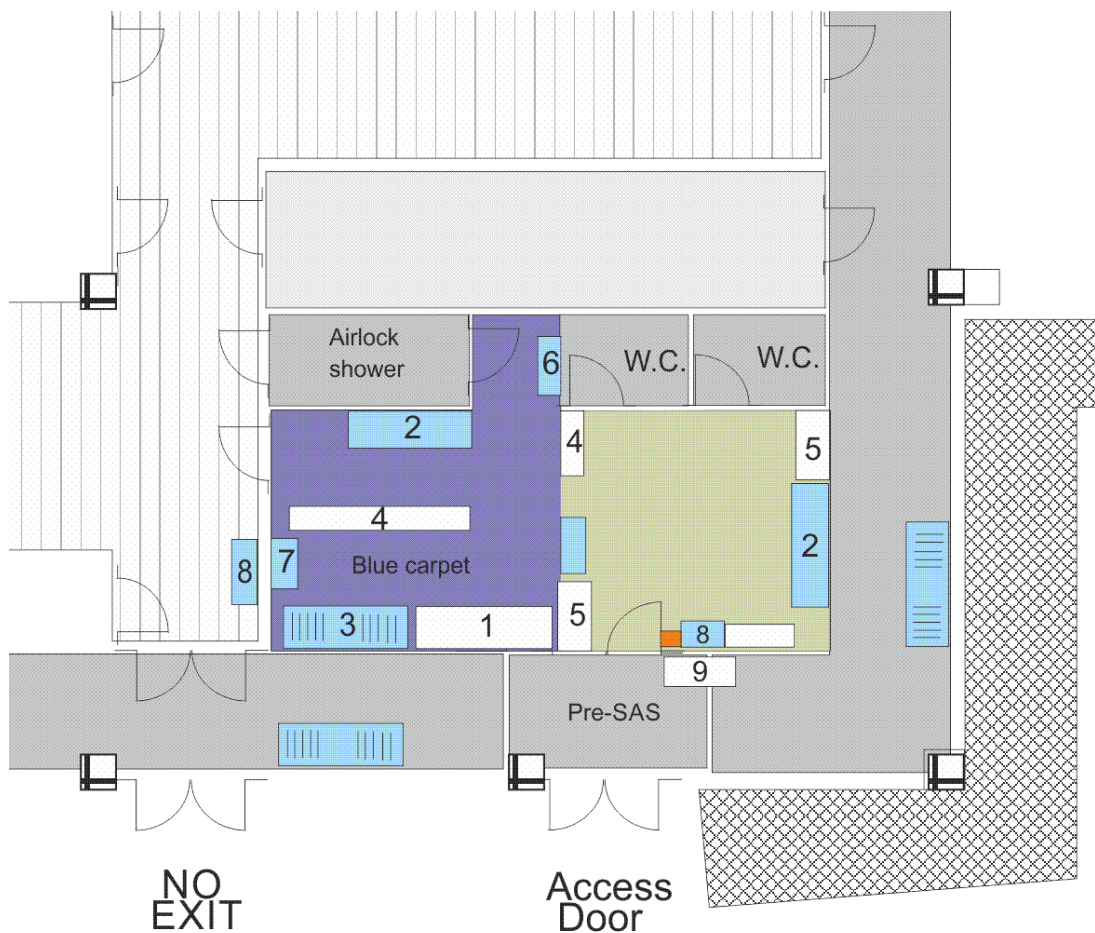 Airlock
shower
W.C.
W.C.
6
2
4
5
4
2
8
7
Blue carpet
3
1
5
8
9
Pre-SAS
NO
EXIT
Access
Door